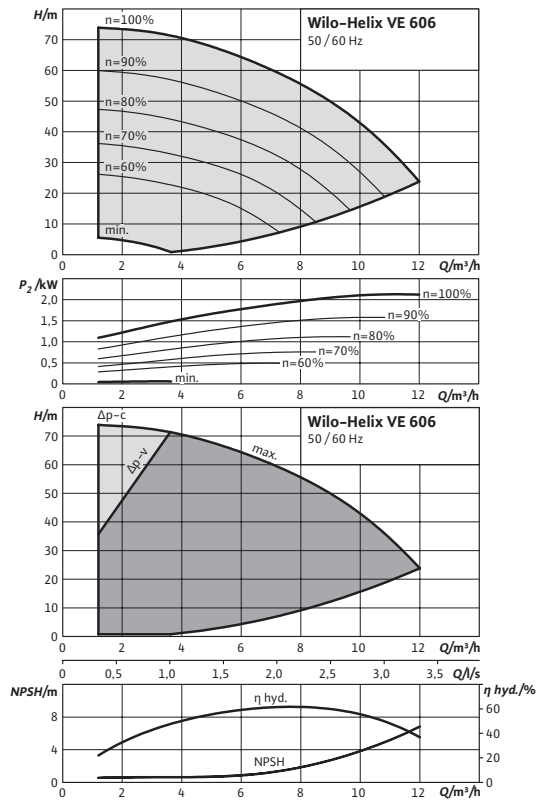 H/m
n=100%
Wilo-Helix VE 606
50 / 60 Hz
70
n=90%
60
50
n=80%
40
n=70%
30
n=60%
20
10
min.
0
0 2 4 6 8 10 12 Q/m³/h
P₂ /kW
2,0
n=100%
1,5
n=90%
n=80%
1,0
n=70%
0,5
n=60%
min.
0
0 2 4 6 8 10 12 Q/m³/h
H/m
Δp-c
Wilo-Helix VE 606
50 / 60 Hz
70
Δp-v
max.
60
50
40
30
20
10
0
0 2 4 6 8 10 12 Q/m³/h
0 0,5 1,0 1,5 2,0 2,5 3,0 3,5 Q/l/s
NPSH/m
η hyd./%
η hyd.
60
8
40
4
NPSH
20
0
0
0 2 4 6 8 10 12 Q/m³/h